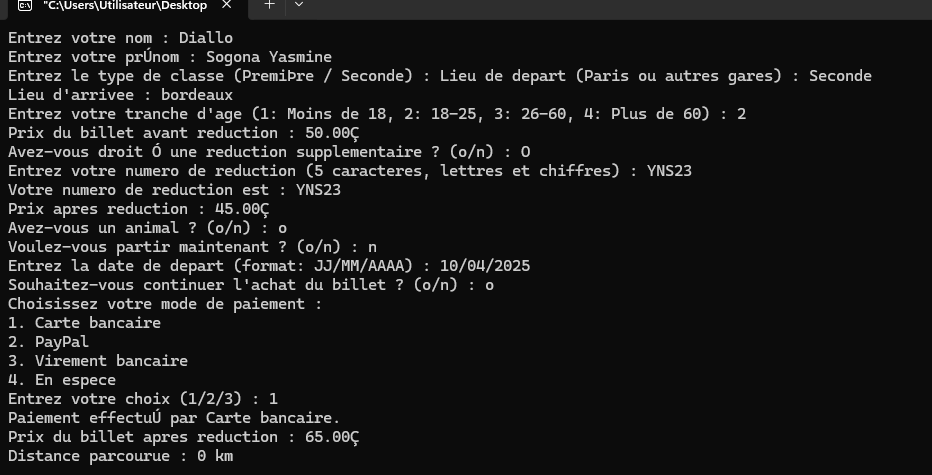 "C:\Users\Utilisateur\Desktop
Entrez votre nom : Diallo
Entrez votre prÚnom : Sogona Yasmine
Entrez le type de classe (PremiÞre / Seconde) : Lieu de depart (Paris ou autres gares) : Seconde
Lieu d'arrivee : bordeaux
Entrez votre tranche d'age (1: Moins de 18, 2: 18-25, 3: 26-60, 4: Plus de 60) : 2
Prix du billet avant reduction : 50.00Ç
Avez-vous droit Ó une reduction supplementaire ? (o/n) : O
Entrez votre numero de reduction (5 caracteres, lettres et chiffres) : YNS23
Votre numero de reduction est : YNS23
Prix apres reduction : 45.00Ç
Avez-vous un animal ? (o/n) : o
Voulez-vous partir maintenant ? (o/n) : n
Entrez la date de depart (format: JJ/MM/AAAA) : 10/04/2025
Souhaitez-vous continuer l'achat du billet ? (o/n) : o
Choisissez votre mode de paiement :
1. Carte bancaire
2. PayPal
3. Virement bancaire
4. En espece
Entrez votre choix (1/2/3) : 1
Paiement effectuÚ par Carte bancaire.
Prix du billet apres reduction : 65.00Ç
Distance parcourue : 0 km